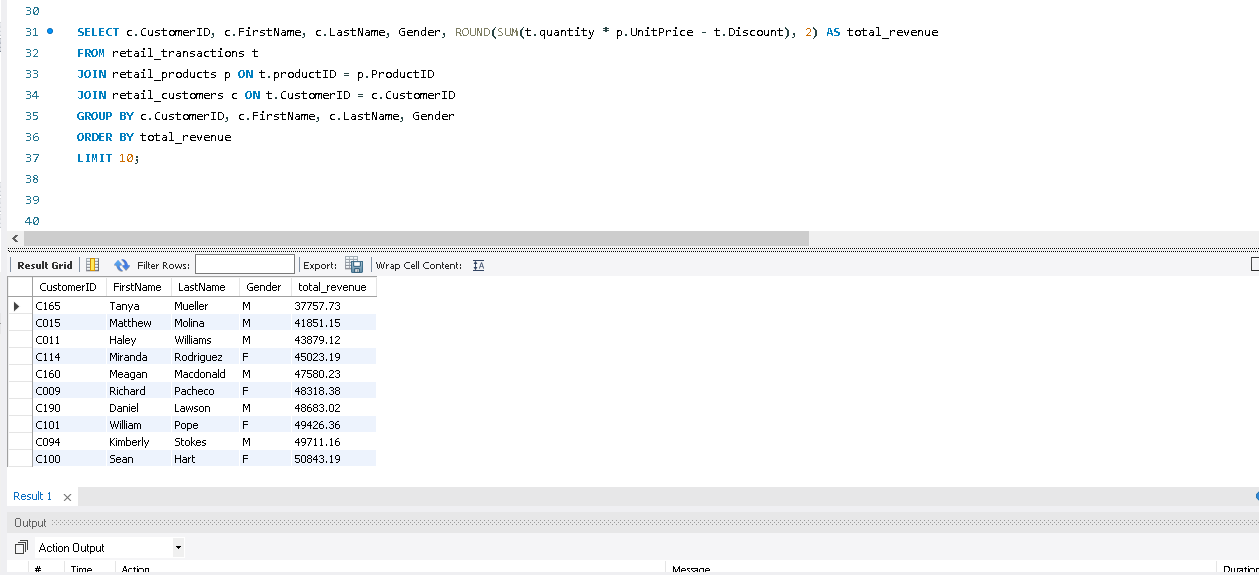 30
31 SELECT c.CustomerID, c.FirstName, c.LastName, Gender, ROUND(SUM(t.quantity * p.UnitPrice - t.Discount), 2) AS total_revenue
32 FROM retail_transactions t
33 JOIN retail_products p ON t.productID = p.ProductID
34 JOIN retail_customers c ON t.CustomerID = c.CustomerID
35 GROUP BY c.CustomerID, c.FirstName, c.LastName, Gender
36 ORDER BY total_revenue
37 LIMIT 10;
38
39
40
Result Grid Filter Rows: Export: Wrap Cell Content:
CustomerID FirstName LastName Gender total_revenue
C165 Tanya Mueller M 37757.73
C015 Matthew Molina M 41851.15
C011 Haley Williams M 43879.12
C114 Miranda Rodriguez F 45023.19
C160 Meagan Macdonald M 47580.23
C009 Richard Pacheco F 48318.38
C190 Daniel Lawson M 48683.02
C101 William Pope F 49426.36
C094 Kimberly Stokes M 49711.16
C100 Sean Hart F 50843.19
Result 1
Output
Action Output
# Time Action Message Duration